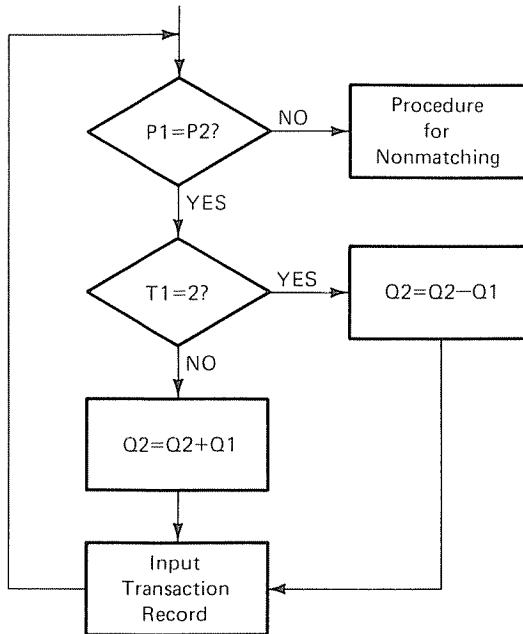 P1=P2?
NO
Procedure
for
Nonmatching
YES
T1=2?
YES
Q2=Q2−Q1
NO
Q2=Q2+Q1
Input
Transaction
Record